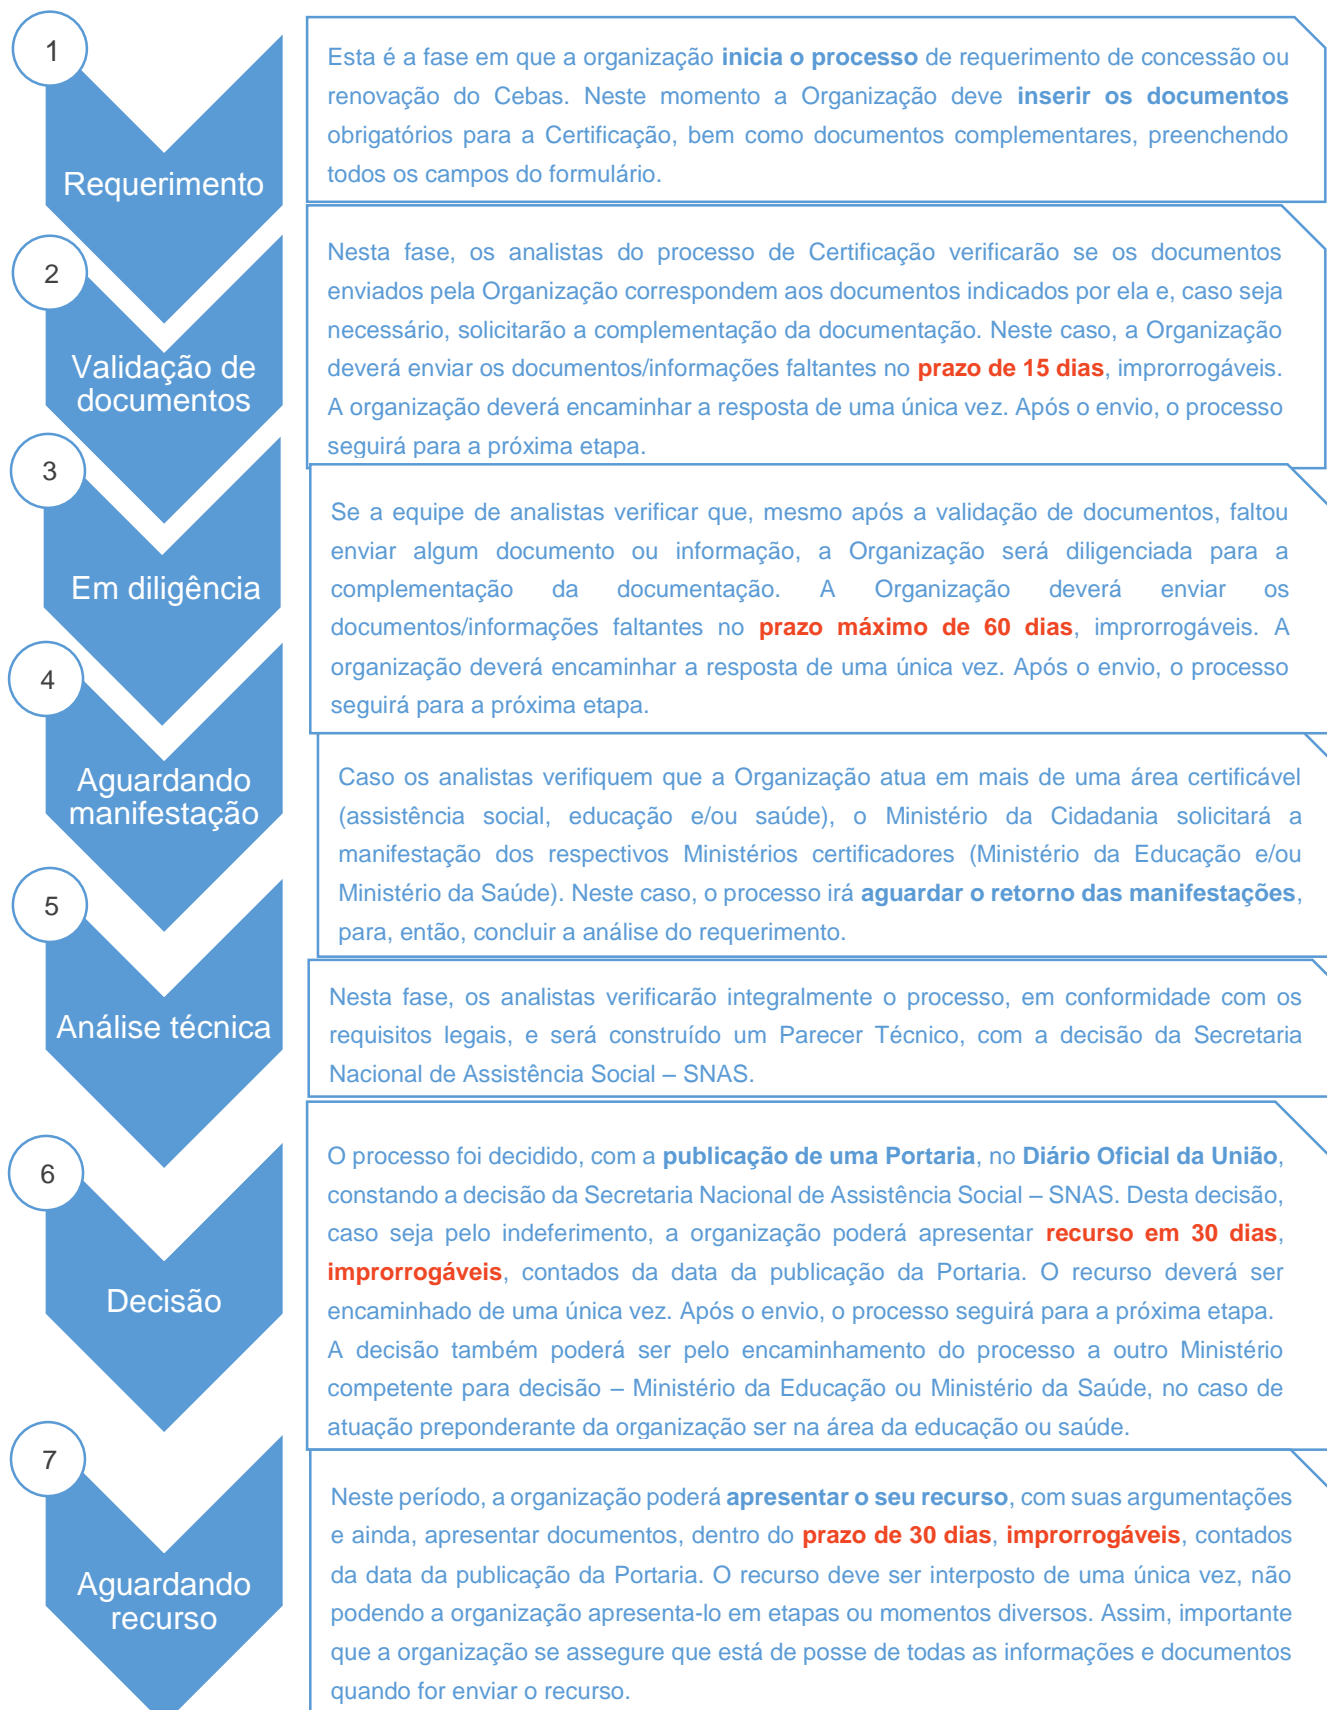 1
Requerimento
Esta é a fase em que a organização inicia o processo de requerimento de concessão ou
renovação do Cebas. Neste momento a Organização deve inserir os documentos
obrigatórios para a Certificação, bem como documentos complementares, preenchendo
todos os campos do formulário.
2
Validação de
documentos
Nesta fase, os analistas do processo de Certificação verificarão se os documentos
enviados pela Organização correspondem aos documentos indicados por ela e, caso seja
necessário, solicitarão a complementação da documentação. Neste caso, a Organização
deverá enviar os documentos/informações faltantes no prazo de 15 dias, improrrogáveis.
A organização deverá encaminhar a resposta de uma única vez. Após o envio, o processo
seguirá para a próxima etapa.
3
Em diligência
Se a equipe de analistas verificar que, mesmo após a validação de documentos, faltou
enviar algum documento ou informação, a Organização será diligenciada para a
complementação da documentação. A Organização deverá enviar os
documentos/informações faltantes no prazo máximo de 60 dias, improrrogáveis. A
organização deverá encaminhar a resposta de uma única vez. Após o envio, o processo
seguirá para a próxima etapa.
4
Aguardando
manifestação
Caso os analistas verifiquem que a Organização atua em mais de uma área certificável
(assistência social, educação e/ou saúde), o Ministério da Cidadania solicitará a
manifestação dos respectivos Ministérios certificadores (Ministério da Educação e/ou
Ministério da Saúde). Neste caso, o processo irá aguardar o retorno das manifestações,
para, então, concluir a análise do requerimento.
5
Análise técnica
Nesta fase, os analistas verificarão integralmente o processo, em conformidade com os
requisitos legais, e será construído um Parecer Técnico, com a decisão da Secretaria
Nacional de Assistência Social – SNAS.
6
Decisão
O processo foi decidido, com a publicação de uma Portaria, no Diário Oficial da União,
constando a decisão da Secretaria Nacional de Assistência Social – SNAS. Desta decisão,
caso seja pelo indeferimento, a organização poderá apresentar recurso em 30 dias,
improrrogáveis, contados da data da publicação da Portaria. O recurso deverá ser
encaminhado de uma única vez. Após o envio, o processo seguirá para a próxima etapa.
A decisão também poderá ser pelo encaminhamento do processo a outro Ministério
competente para decisão – Ministério da Educação ou Ministério da Saúde, no caso de
atuação preponderante da organização ser na área da educação ou saúde.
7
Aguardando
recurso
Neste período, a organização poderá apresentar o seu recurso, com suas argumentações
e ainda, apresentar documentos, dentro do prazo de 30 dias, improrrogáveis, contados
da data da publicação da Portaria. O recurso deve ser interposto de uma única vez, não
podendo a organização apresenta-lo em etapas ou momentos diversos. Assim, importante
que a organização se assegure que está de posse de todas as informações e documentos
quando for enviar o recurso.